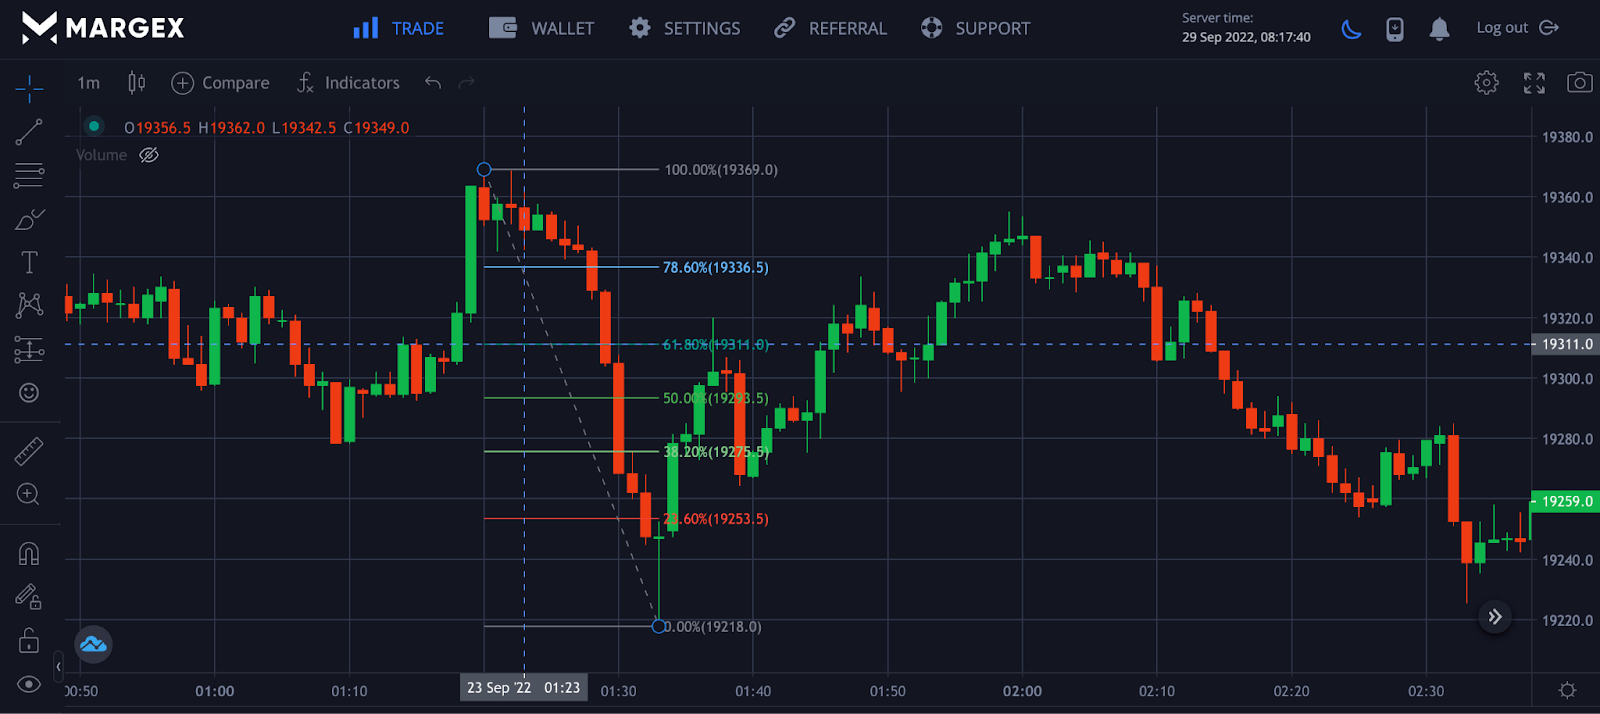 MARGEX
TRADE
WALLET
SETTINGS
REFERRAL
SUPPORT
Server time:
29 Sep 2022, 08:17:40
Log out
1m
Compare
Indicators
O19356.5 H19362.0 L19342.5 C19349.0
Volume
19380.0
100.00%(19369.0)
19360.0
78.60%(19336.5)
19340.0
19320.0
61.80%(19311.0)
19311.0
19300.0
50.00%(19293.5)
19280.0
38.20%(19275.5)
19259.0
23.60%(19253.5)
19240.0
0.00%(19218.0)
19220.0
00:50
01:00
01:10
23 Sep '22 01:23
01:30
01:40
01:50
02:00
02:10
02:20
02:30